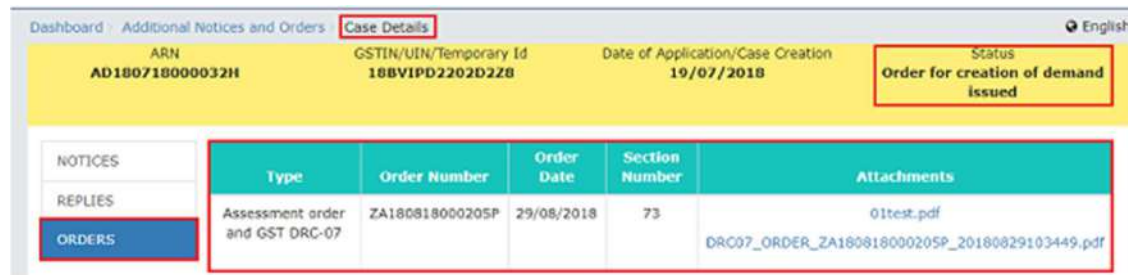 Dashboard › Additional Notices and Orders › Case Details
English
ARN
AD180718000032H
GSTIN/UIN/Temporary Id
18BVIPD2202D2Z8
Date of Application/Case Creation
19/07/2018
Status
Order for creation of demand
issued
NOTICES
REPLIES
ORDERS
Type
Order Number
Order
Date
Section
Number
Attachments
Assessment order
and GST DRC-07
ZA180818000205P
29/08/2018
73
01test.pdf
DRC07_ORDER_ZA180818000205P_20180829103449.pdf